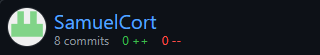 SamuelCort
8 commits 0 ++ 0 --